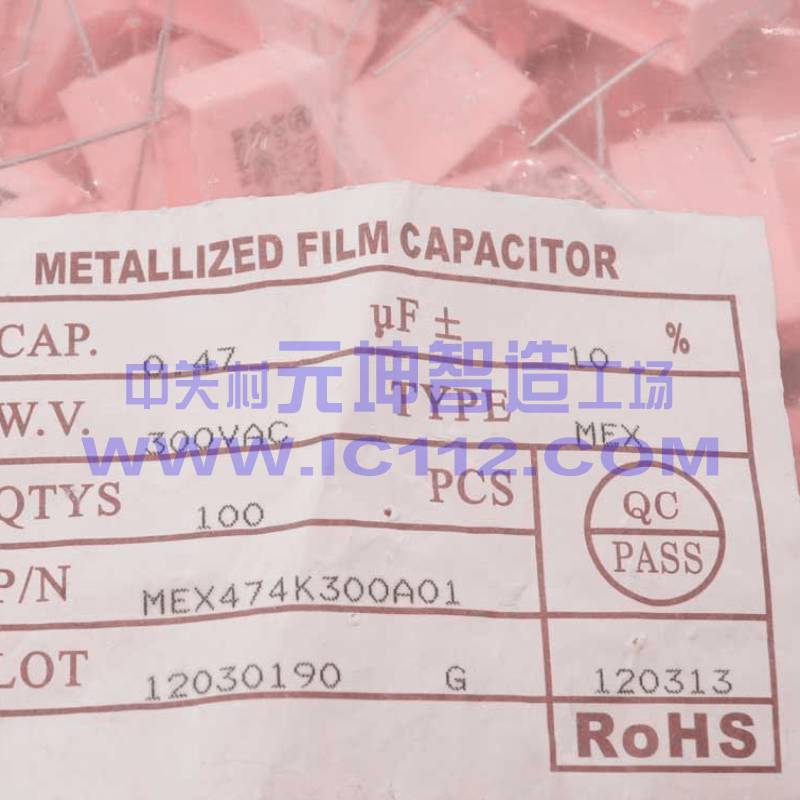 METALLIZED FILM CAPACITOR
CAP. 0.47 µF ± 10 %
中关村元坤智造工场
W.V. 300VAC TYPE MEX
WWW.IC112.COM
QTYS 100 PCS
QC
PASS
P/N MEX474K300A01
LOT 12030190 G 120313
RoHS